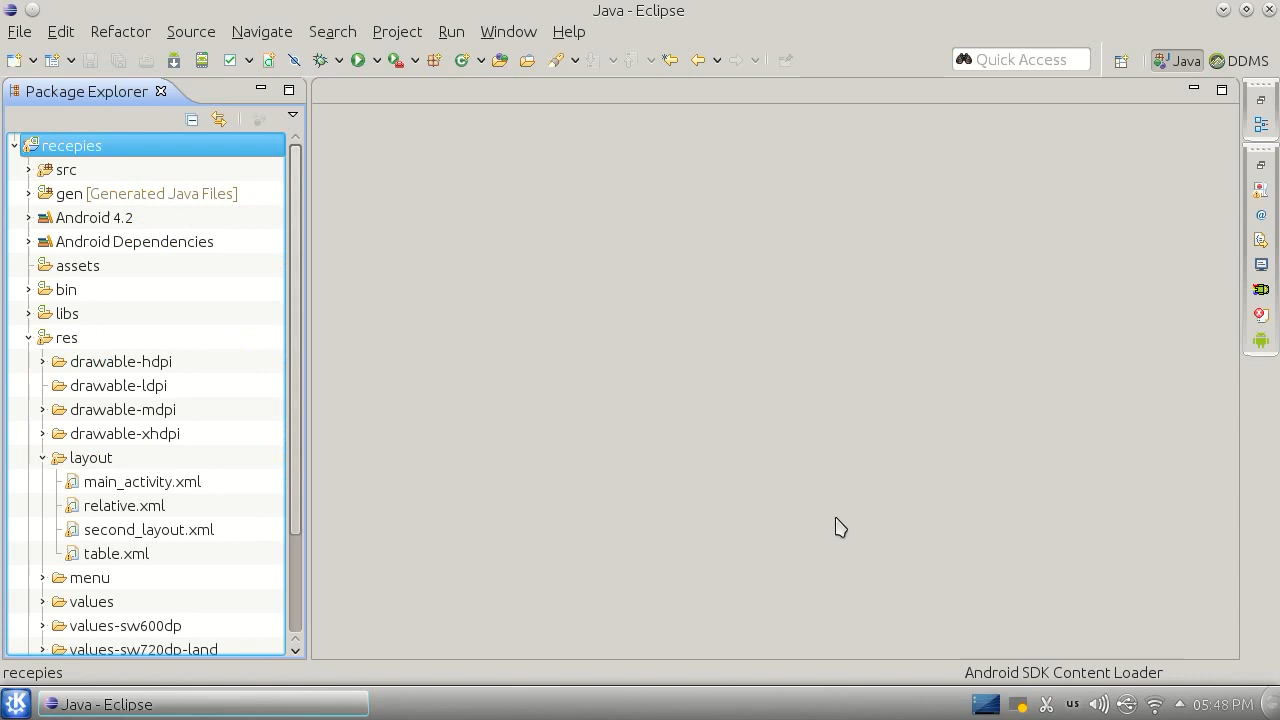 Java - Eclipse
File Edit Refactor Source Navigate Search Project Run Window Help
Quick Access
Java
DDMS
Package Explorer
recepies
src
gen [Generated Java Files]
Android 4.2
Android Dependencies
assets
bin
libs
res
drawable-hdpi
drawable-ldpi
drawable-mdpi
drawable-xhdpi
layout
main_activity.xml
relative.xml
second_layout.xml
table.xml
menu
values
values-sw600dp
values-sw720dp-land
recepies
Android SDK Content Loader
Java - Eclipse
us
05:48 PM